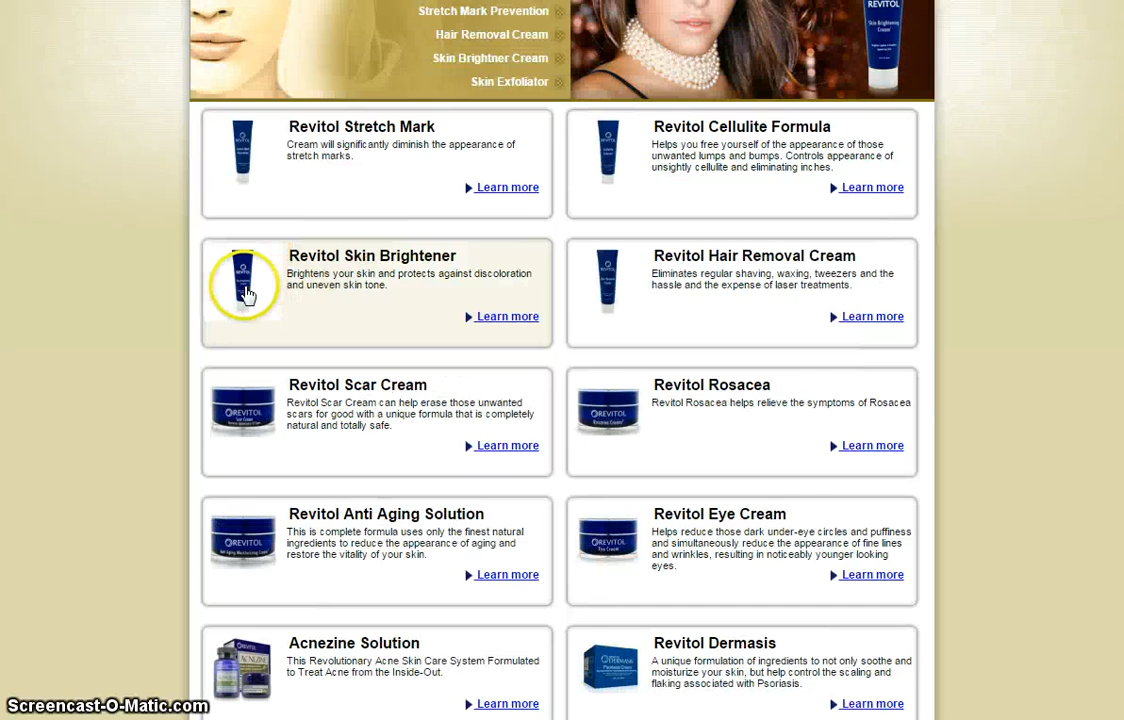 Stretch Mark Prevention
Hair Removal Cream
Skin Brightner Cream
Skin Exfoliator
REVITOL
Skin Brightening
Revitol Stretch Mark
Cream will significantly diminish the appearance of
stretch marks.
Learn more
Revitol Cellulite Formula
Helps you free yourself of the appearance of those
unwanted lumps and bumps. Controls appearance of
unsightly cellulite and eliminating inches.
Learn more
Revitol Skin Brightener
Brightens your skin and protects against discoloration
and uneven skin tone.
Learn more
Revitol Hair Removal Cream
Eliminates regular shaving, waxing, tweezers and the
hassle and the expense of laser treatments.
Learn more
REVITOL
Revitol Scar Cream
Revitol Scar Cream can help erase those unwanted
scars for good with a unique formula that is completely
natural and totally safe.
Learn more
REVITOL
Revitol Rosacea
Revitol Rosacea helps relieve the symptoms of Rosacea
Learn more
REVITOL
Revitol Anti Aging Solution
This is complete formula uses only the finest natural
ingredients to reduce the appearance of aging and
restore the vitality of your skin.
Learn more
REVITOL
Eye Cream
Revitol Eye Cream
Helps reduce those dark under-eye circles and puffiness
and simultaneously reduce the appearance of fine lines
and wrinkles, resulting in noticeably younger looking
eyes.
Learn more
ACNEZINE
Acnezine Solution
This Revolutionary Acne Skin Care System Formulated
to Treat Acne from the Inside-Out.
Learn more
Revitol Dermasis
A unique formulation of ingredients to not only soothe and
moisturize your skin, but help control the scaling and
flaking associated with Psoriasis.
Learn more
Screencast-O-Matic.com